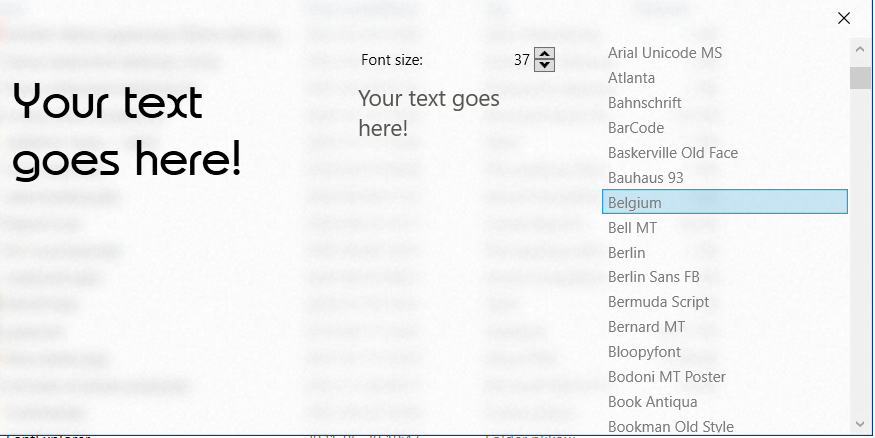 Your text
goes here!
Font size:
37
Your text goes
here!
Arial Unicode MS
Atlanta
Bahnschrift
BarCode
Baskerville Old Face
Bauhaus 93
Belgium
Bell MT
Berlin
Berlin Sans FB
Bermuda Script
Bernard MT
Bloopyfont
Bodoni MT Poster
Book Antiqua
Bookman Old Style